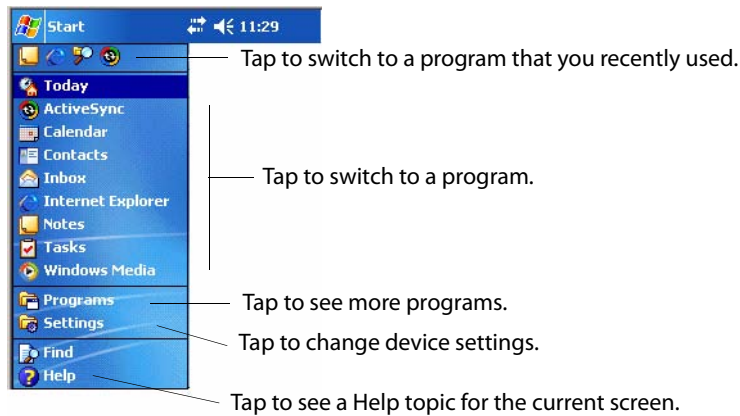 Start 11:29
Tap to switch to a program that you recently used.
Today
ActiveSync
Calendar
Contacts
Inbox
Tap to switch to a program.
Internet Explorer
Notes
Tasks
Windows Media
Programs
Tap to see more programs.
Settings
Tap to change device settings.
Find
Help
Tap to see a Help topic for the current screen.